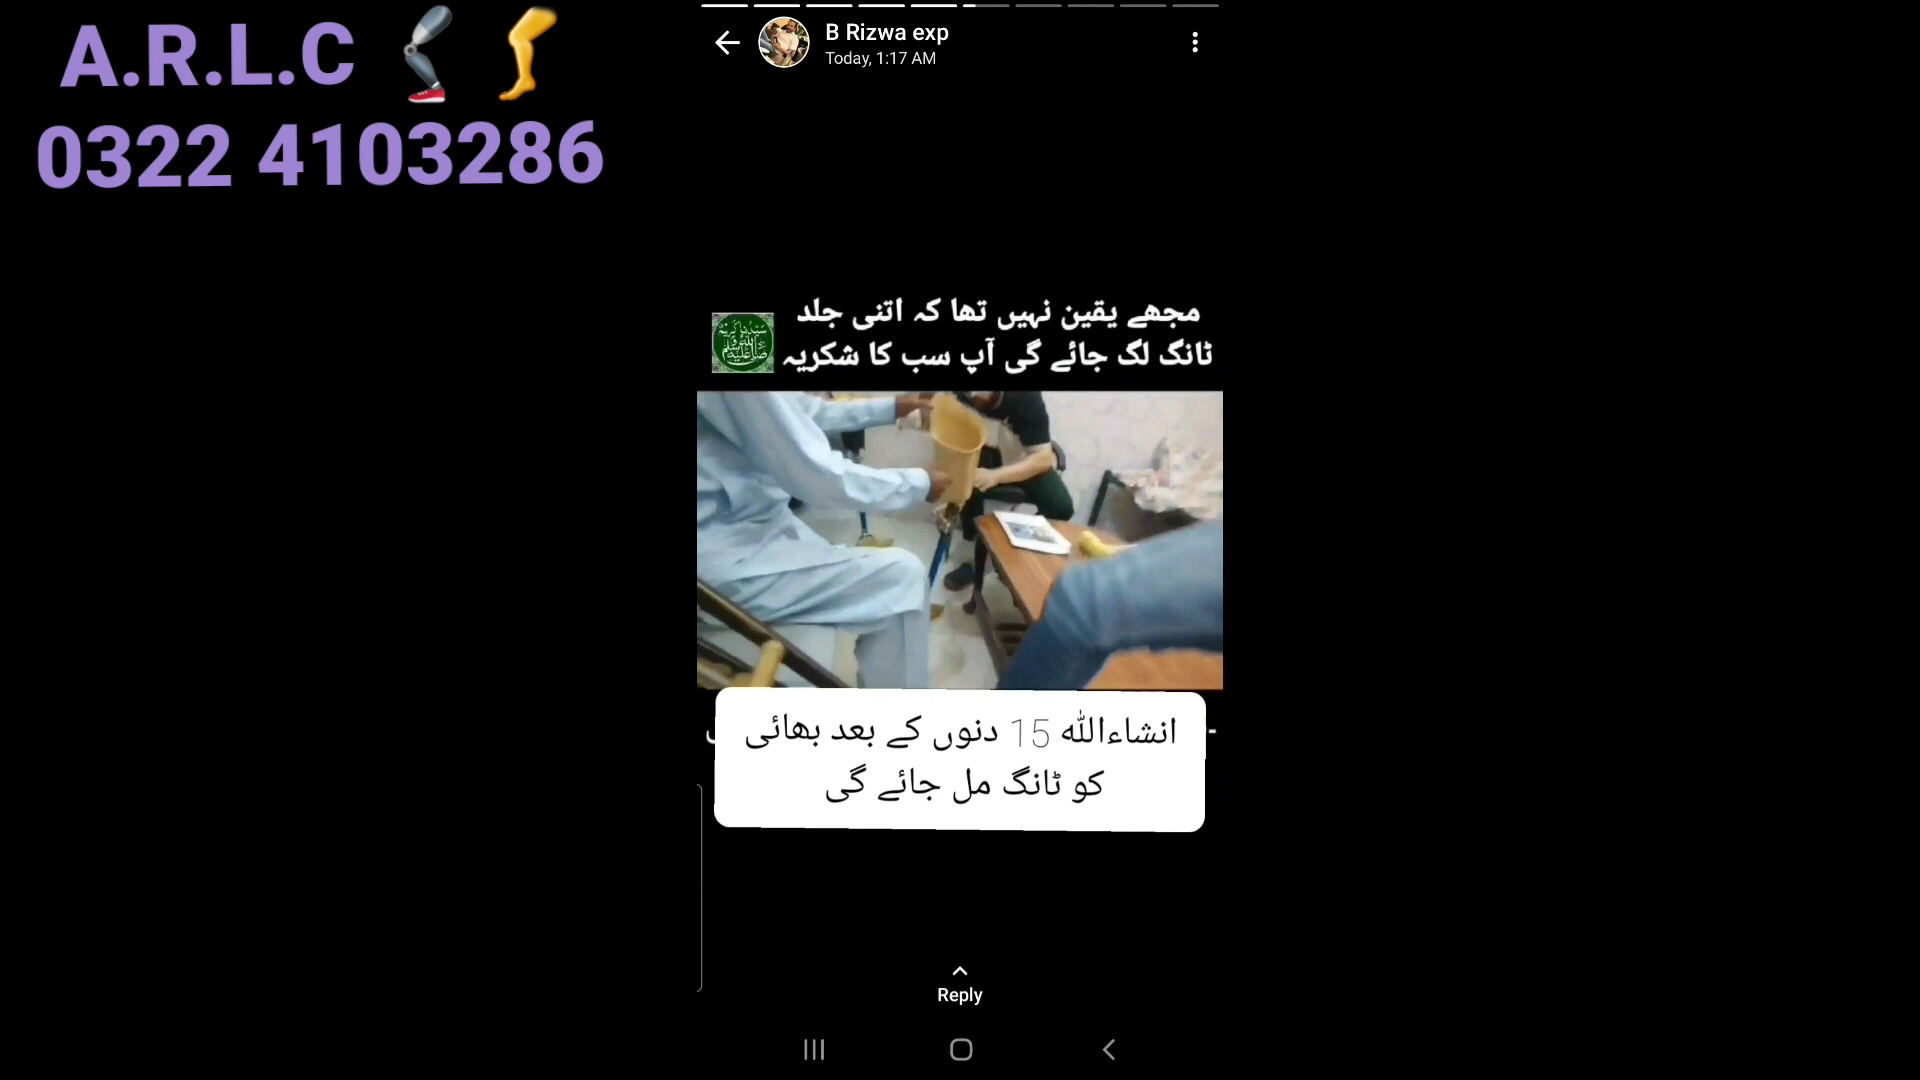 A.R.L.C
0322 4103286
B Rizwa exp
Today, 1:17 AM
مجھے یقین نہیں تھا کہ اتنی جلد
ٹانگ لگ جائے گی آپ سب کا شکریہ
انشاءاللہ 15 دنوں کے بعد بھائی
کو ٹانگ مل جائے گی
Reply